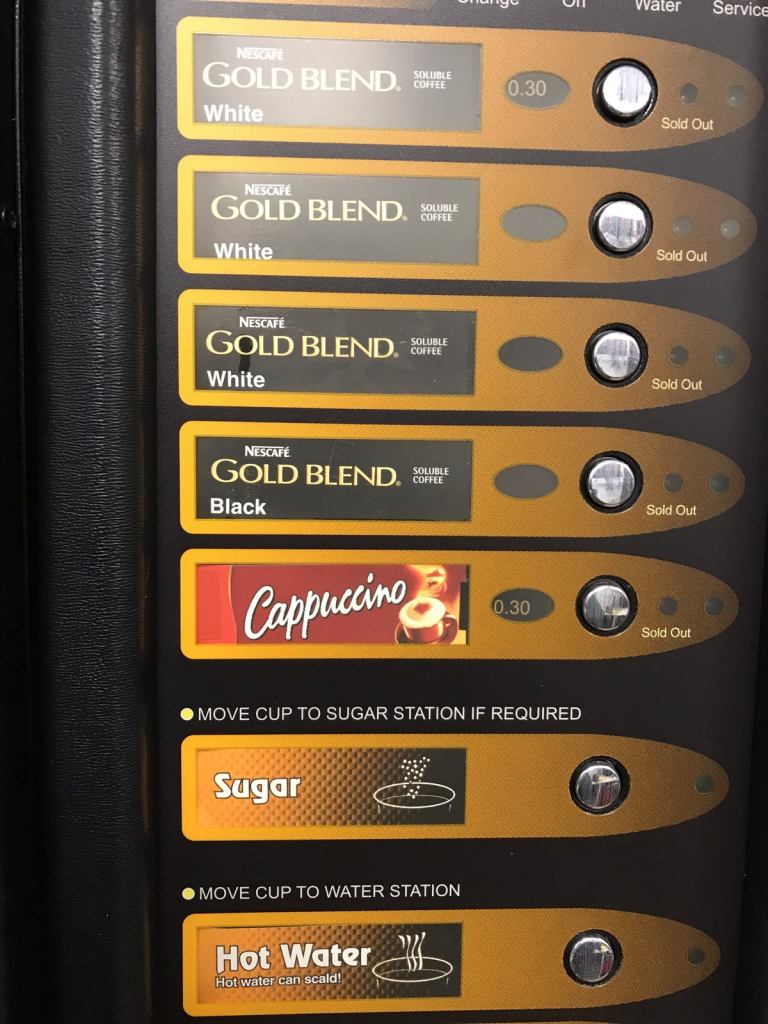 Change Off Water Service
NESCAFÉ
GOLD BLEND. SOLUBLE COFFEE
White
0.30
Sold Out
NESCAFÉ
GOLD BLEND. SOLUBLE COFFEE
White
Sold Out
NESCAFÉ
GOLD BLEND. SOLUBLE COFFEE
White
Sold Out
NESCAFÉ
GOLD BLEND. SOLUBLE COFFEE
Black
Sold Out
Cappuccino
0.30
Sold Out
MOVE CUP TO SUGAR STATION IF REQUIRED
Sugar
MOVE CUP TO WATER STATION
Hot Water
Hot water can scald!